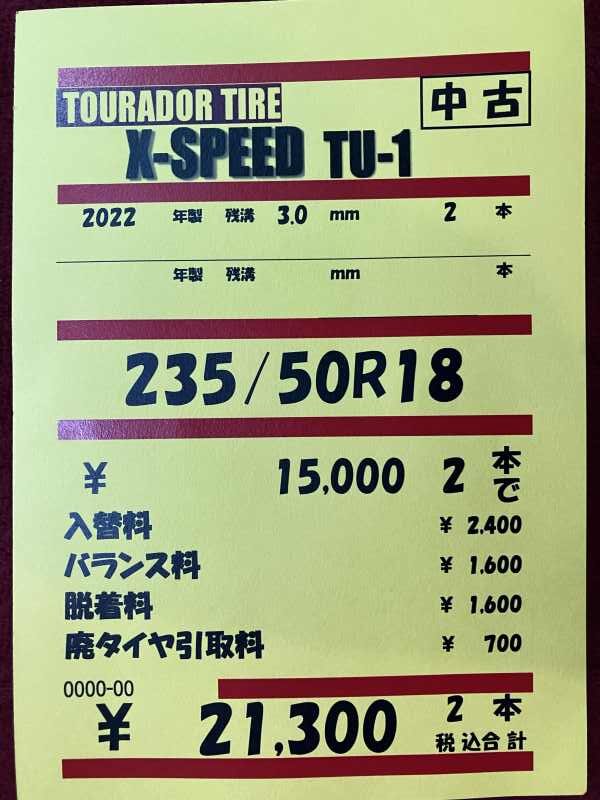 TOURADOR TIRE 中古
X-SPEED TU-1
2022 年製 残溝 3.0 mm 2 本
年製 残溝 mm 本
235/50R18
¥ 15,000 2 本で
入替料 ¥ 2,400
バランス料 ¥ 1,600
脱着料 ¥ 1,600
廃タイヤ引取料 ¥ 700
0000-00
¥ 21,300 2 本
税込合計